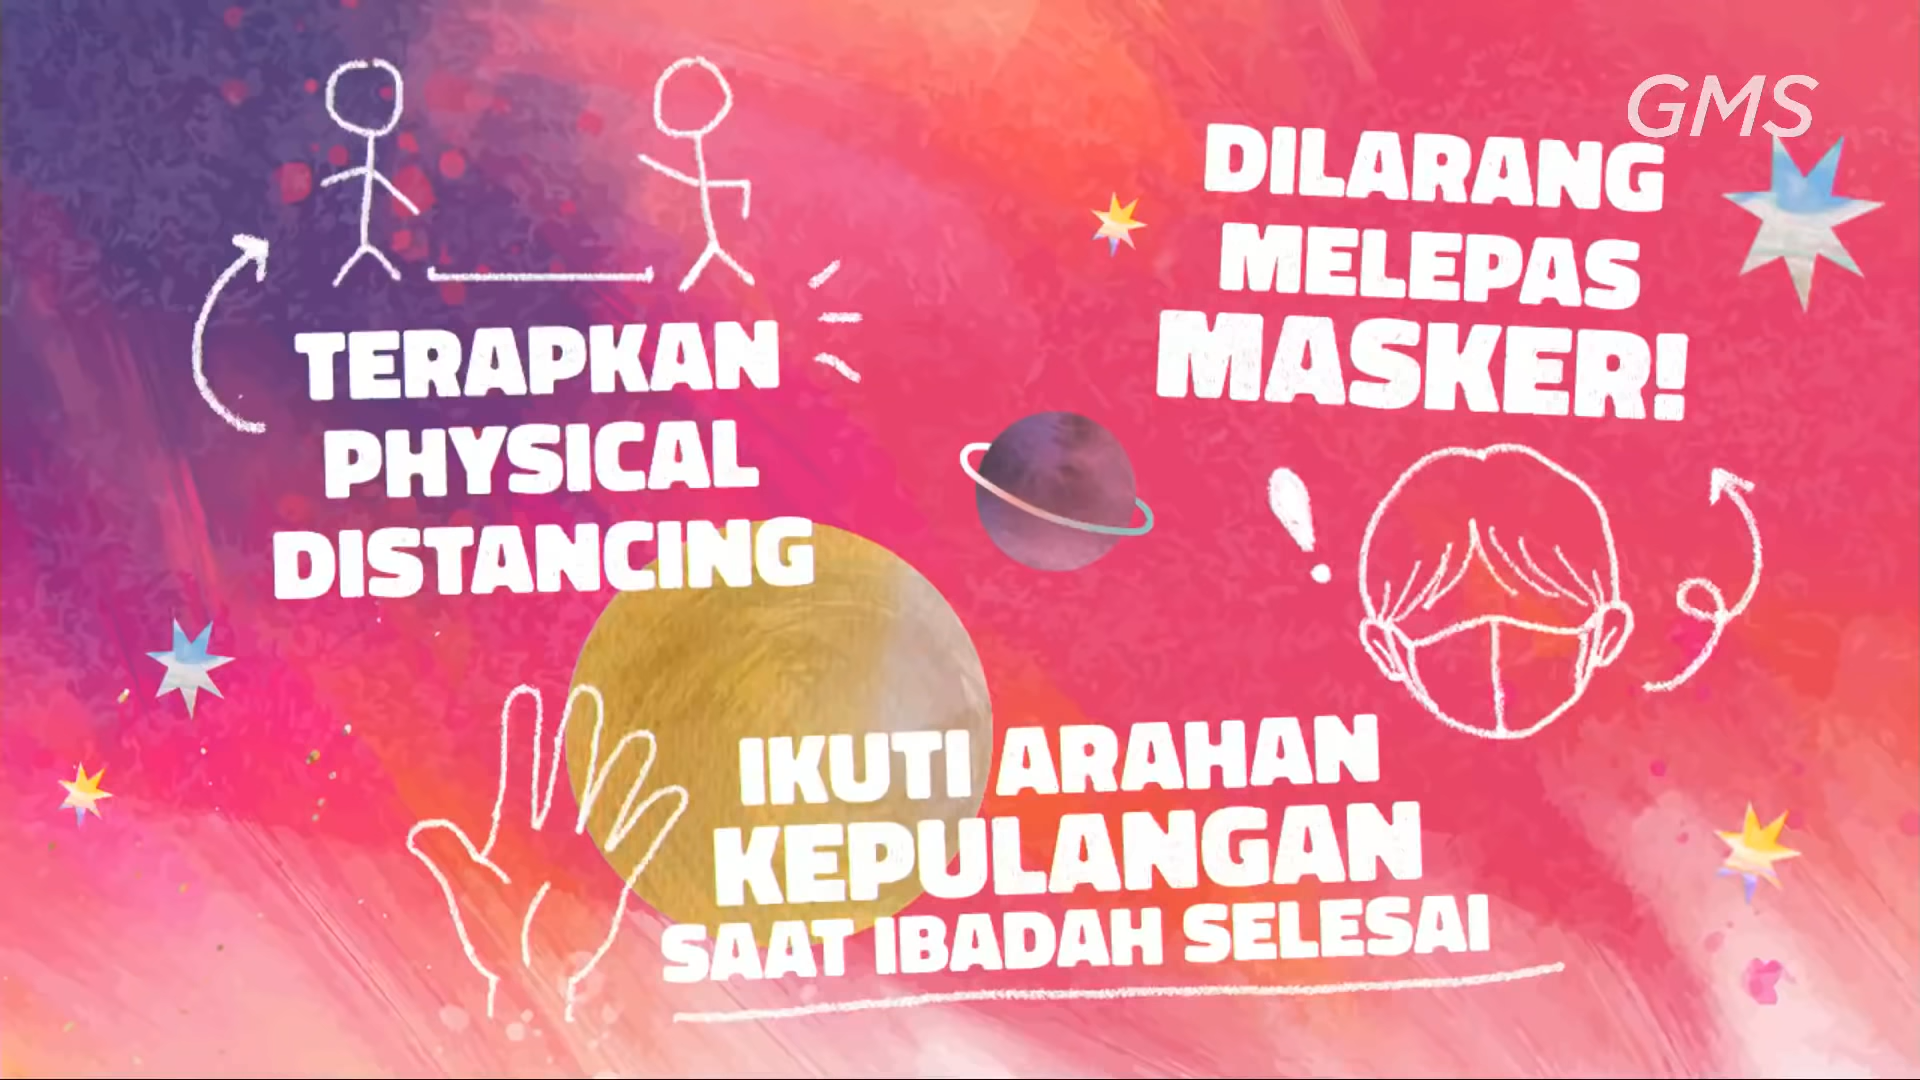 GMS
TERAPKAN
PHYSICAL
DISTANCING
DILARANG
MELEPAS
MASKER!
IKUTI ARAHAN
KEPULANGAN
SAAT IBADAH SELESAI